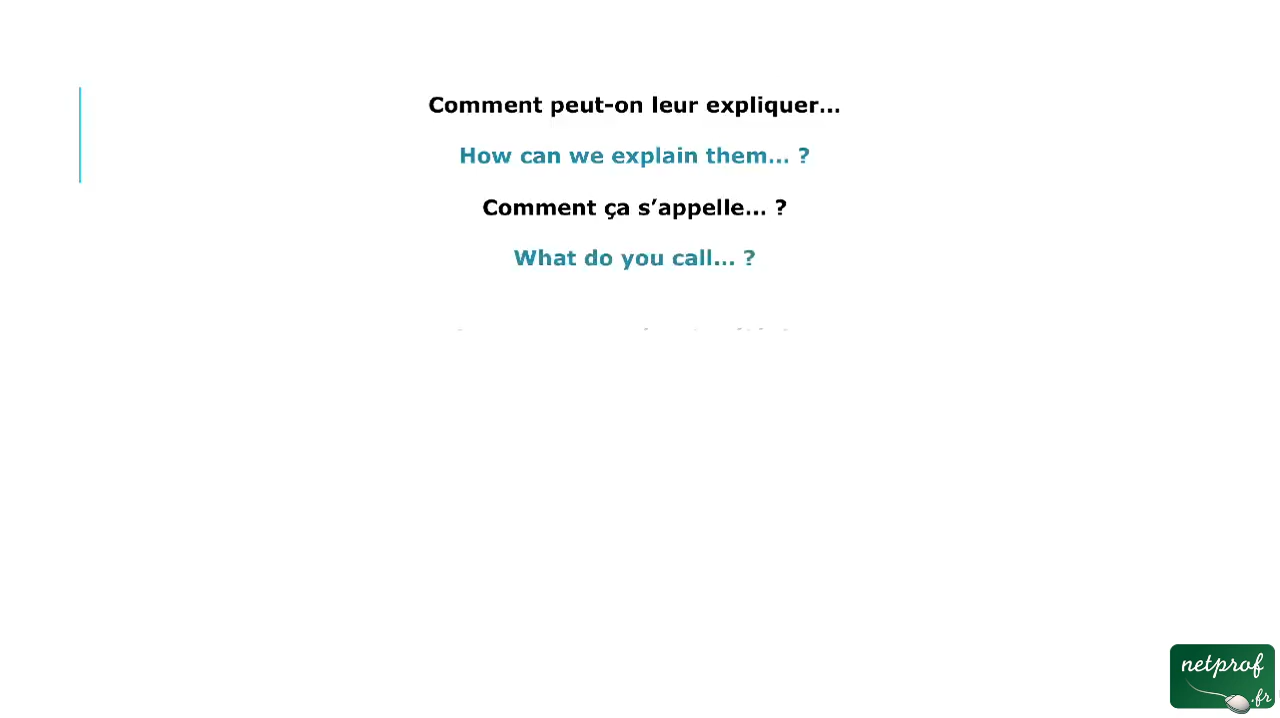 Comment peut-on leur expliquer...
How can we explain them... ?
Comment ça s’appelle... ?
What do you call... ?
netprof
.fr